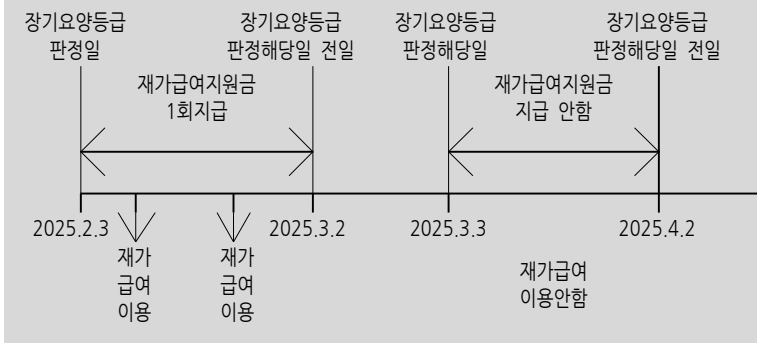 장기요양등급
판정일
장기요양등급
판정해당일 전일
장기요양등급
판정해당일
장기요양등급
판정해당일 전일
재가급여지원금
1회지급
재가급여지원금
지급 안함
2025.2.3
2025.3.2
2025.3.3
2025.4.2
재가
급여
이용
재가
급여
이용
재가급여
이용안함